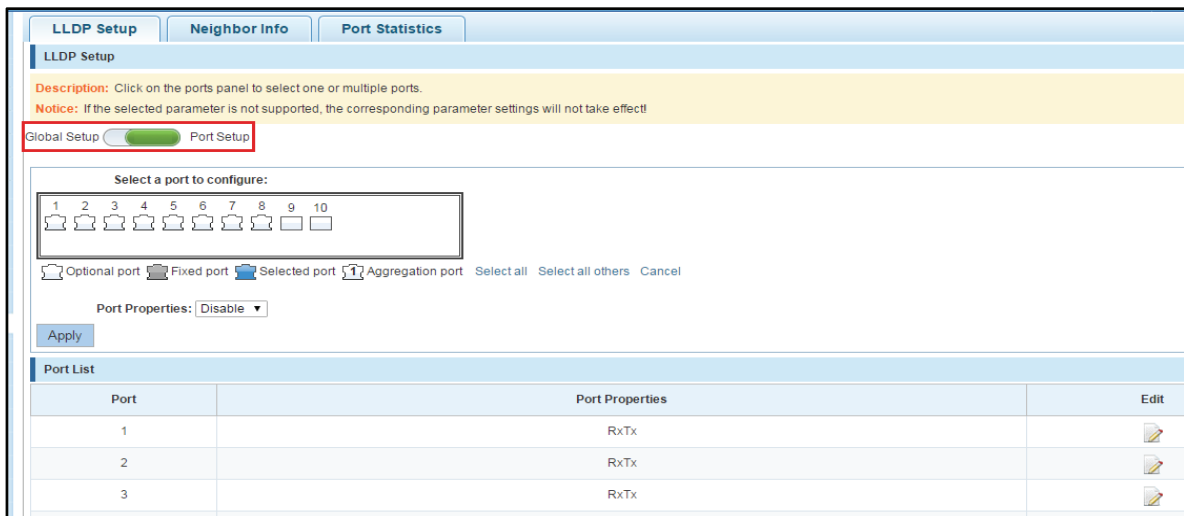 LLDP Setup Neighbor Info Port Statistics
LLDP Setup
Description: Click on the ports panel to select one or multiple ports.
Notice: If the selected parameter is not supported, the corresponding parameter settings will not take effect!
Global Setup Port Setup
Select a port to configure:
1 2 3 4 5 6 7 8 9 10
Optional port Fixed port Selected port 1 Aggregation port Select all Select all others Cancel
Port Properties: Disable
Apply
Port List
Port Port Properties Edit
1 RxTx
2 RxTx
3 RxTx